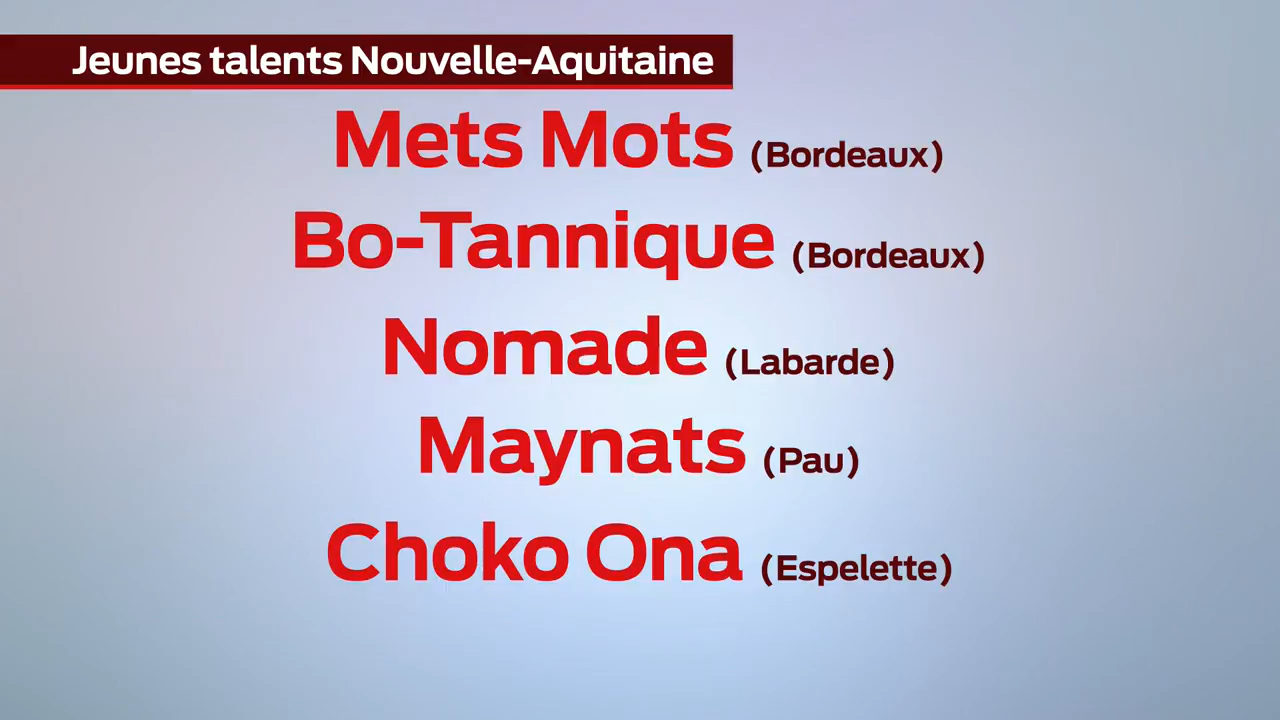 Jeunes talents Nouvelle-Aquitaine
Mets Mots (Bordeaux)
Bo-Tannique (Bordeaux)
Nomade (Labarde)
Maynats (Pau)
Choko Ona (Espelette)